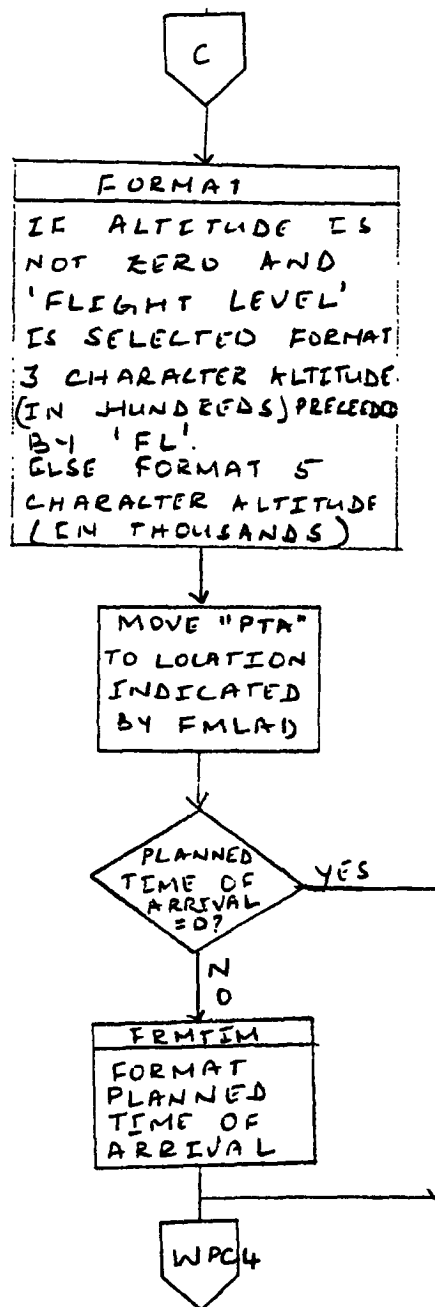 C
FORMAT
IF ALTITUDE IS
NOT ZERO AND
'FLIGHT LEVEL'
IS SELECTED FORMAT
3 CHARACTER ALTITUDE
(IN HUNDREDS) PRECEEDED
BY 'FL'.
ELSE FORMAT 5
CHARACTER ALTITUDE
(IN THOUSANDS)
MOVE "PTA"
TO LOCATION
INDICATED
BY FMLAD
PLANNED
TIME OF
ARRIVAL
=0?
YES
N
O
FRMTIM
FORMAT
PLANNED
TIME OF
ARRIVAL
WPC4